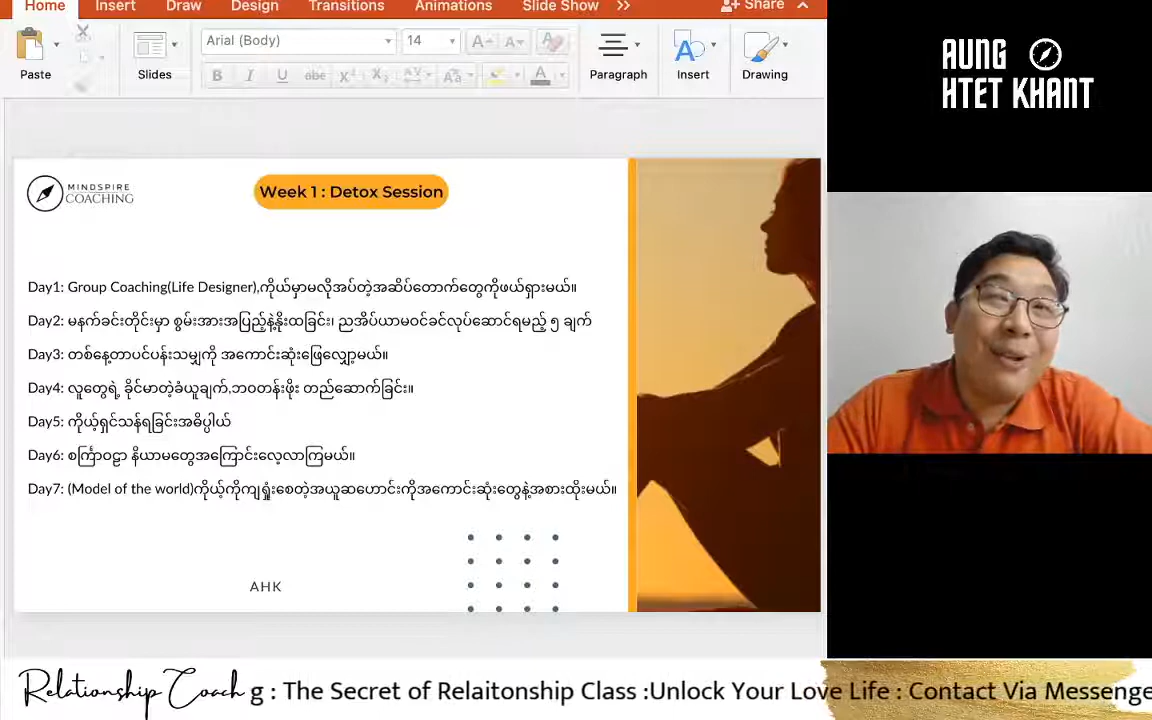 Home Insert Draw Design Transitions Animations Slide Show >> Share
Arial (Body) 14
Paste Slides Paragraph Insert Drawing
AUNG
HTET KHANT
MINDSPIRE
COACHING
Week 1 : Detox Session
Day1: Group Coaching(Life Designer),ကိုယ်မှာမလိုအပ်တဲ့အဆိပ်တောက်တွေကိုဖယ်ရှားမယ်။
Day2: မနက်ခင်းတိုင်းမှာ စွမ်းအားအပြည့်နဲ့နိုးထခြင်း၊ ညအိပ်ယာမဝင်ခင်လုပ်ဆောင်ရမည့် ၅ ချက်
Day3: တစ်နေ့တာပင်ပန်းသမျှကို အကောင်းဆုံးဖြေလျှော့မယ်။
Day4: လူတွေရဲ့ ခိုင်မာတဲ့ခံယူချက်,ဘဝတန်းဖိုး တည်ဆောက်ခြင်း။
Day5: ကိုယ့်ရှင်သန်ရခြင်းအဓိပ္ပါယ်
Day6: စင်္ကြာဝဠာ နိယာမတွေအကြောင်းလေ့လာကြမယ်။
Day7: (Model of the world)ကိုယ့်ကိုကျရှုံးစေတဲ့အယူဆဟောင်းကိုအကောင်းဆုံးတွေနဲ့အစားထိုးမယ်။
AHK
Relationship Coach g : The Secret of Relaitonship Class :Unlock Your Love Life : Contact Via Messenge